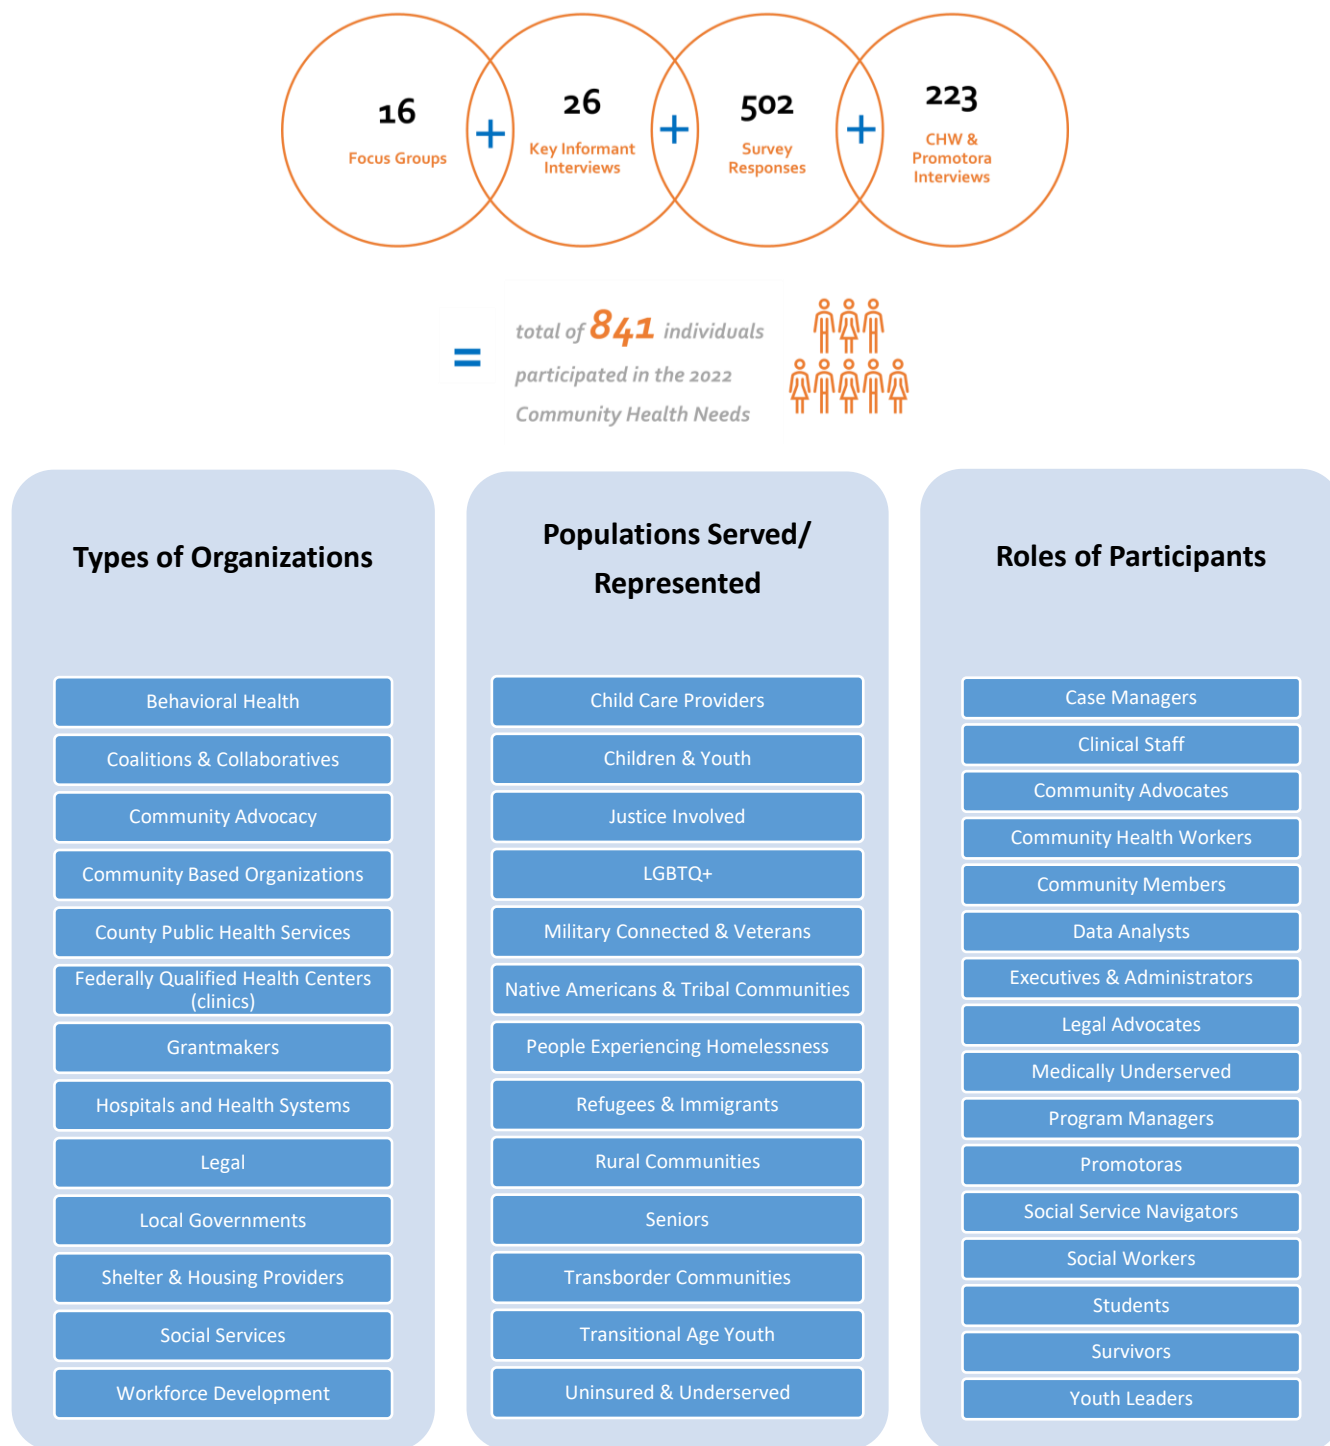 16
Focus Groups
+
26
Key Informant
Interviews
+
502
Survey
Responses
+
223
CHW &
Promotora
Interviews
=
total of 841 individuals
participated in the 2022
Community Health Needs
Types of Organizations
Behavioral Health
Coalitions & Collaboratives
Community Advocacy
Community Based Organizations
County Public Health Services
Federally Qualified Health Centers
(clinics)
Grantmakers
Hospitals and Health Systems
Legal
Local Governments
Shelter & Housing Providers
Social Services
Workforce Development
Populations Served/
Represented
Child Care Providers
Children & Youth
Justice Involved
LGBTQ+
Military Connected & Veterans
Native Americans & Tribal Communities
People Experiencing Homelessness
Refugees & Immigrants
Rural Communities
Seniors
Transborder Communities
Transitional Age Youth
Uninsured & Underserved
Roles of Participants
Case Managers
Clinical Staff
Community Advocates
Community Health Workers
Community Members
Data Analysts
Executives & Administrators
Legal Advocates
Medically Underserved
Program Managers
Promotoras
Social Service Navigators
Social Workers
Students
Survivors
Youth Leaders